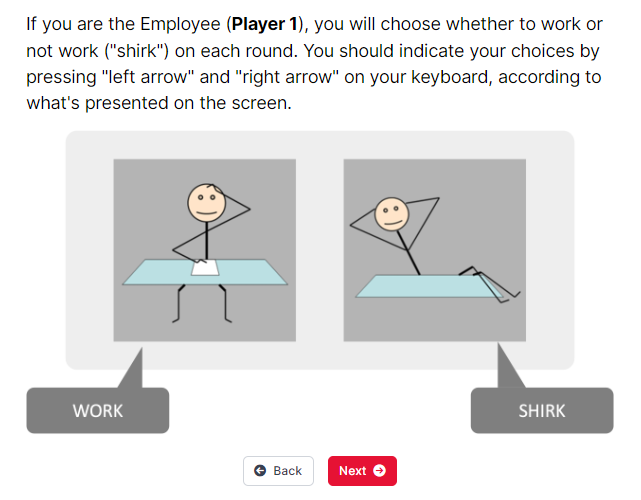 If you are the Employee (Player 1), you will choose whether to work or
not work ("shirk") on each round. You should indicate your choices by
pressing "left arrow" and "right arrow" on your keyboard, according to
what's presented on the screen.
WORK
SHIRK
Back
Next